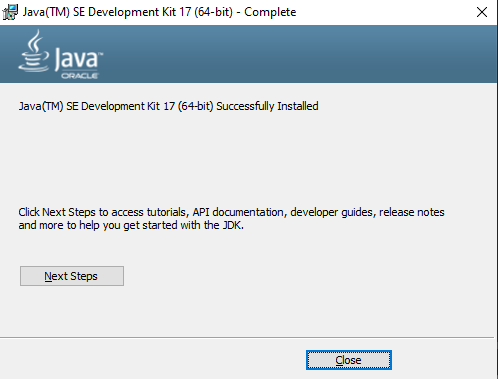 Java(TM) SE Development Kit 17 (64-bit) - Complete
Java
ORACLE
Java(TM) SE Development Kit 17 (64-bit) Successfully Installed
Click Next Steps to access tutorials, API documentation, developer guides, release notes
and more to help you get started with the JDK.
Next Steps
Close